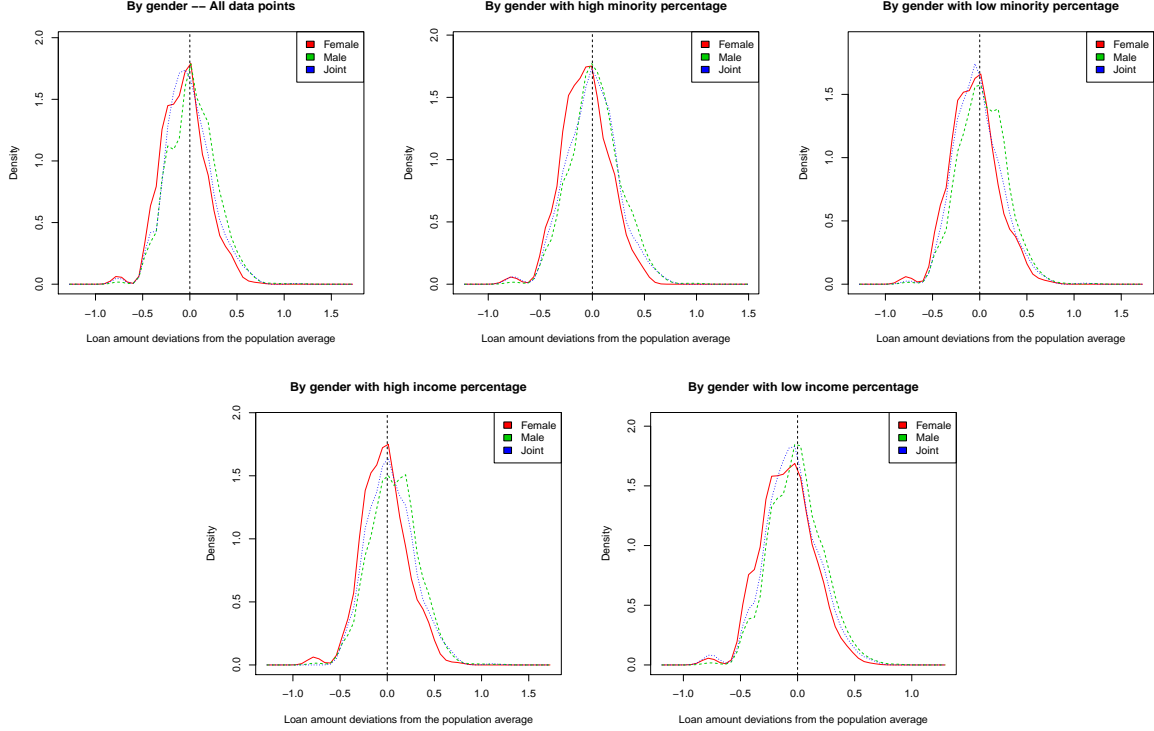 By gender −− All data points
Density
0.0 0.5 1.0 1.5 2.0
Female
Male
Joint
−1.0 −0.5 0.0 0.5 1.0 1.5
Loan amount deviations from the population average
By gender with high minority percentage
Density
0.0 0.5 1.0 1.5 2.0
Female
Male
Joint
−1.0 −0.5 0.0 0.5 1.0 1.5
Loan amount deviations from the population average
By gender with low minority percentage
Density
0.0 0.5 1.0 1.5
Female
Male
Joint
−1.0 −0.5 0.0 0.5 1.0 1.5
Loan amount deviations from the population average
By gender with high income percentage
Density
0.0 0.5 1.0 1.5 2.0
Female
Male
Joint
−1.0 −0.5 0.0 0.5 1.0 1.5
Loan amount deviations from the population average
By gender with low income percentage
Density
0.0 0.5 1.0 1.5 2.0
Female
Male
Joint
−1.0 −0.5 0.0 0.5 1.0
Loan amount deviations from the population average